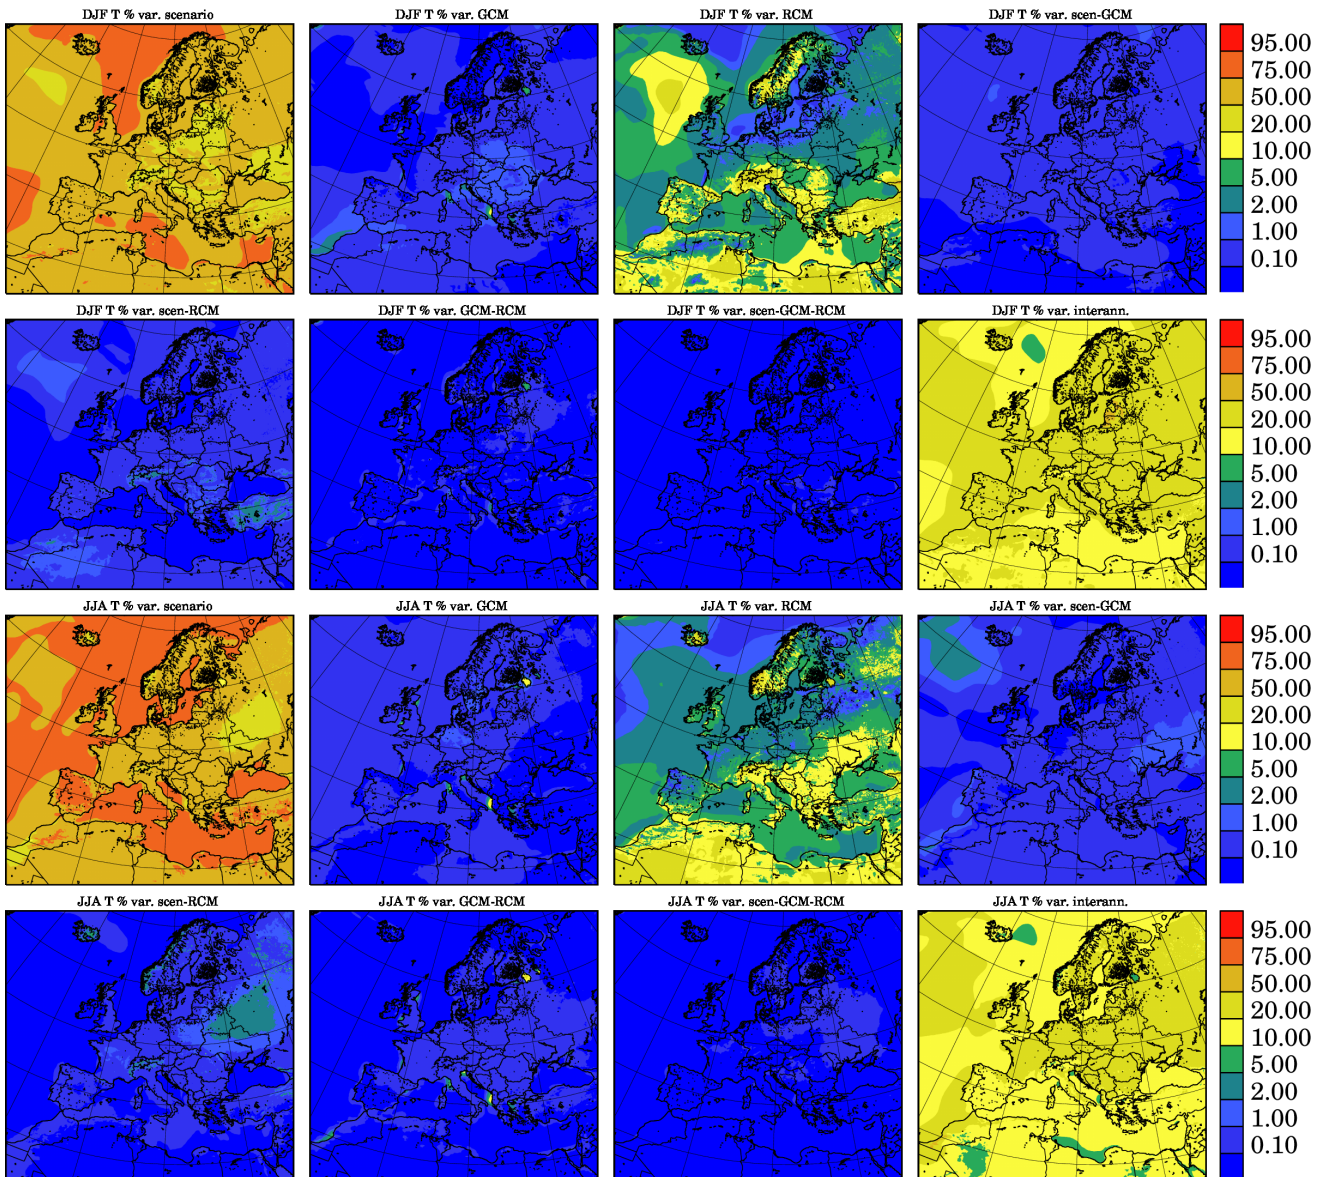 DJF T % var. scenario
DJF T % var. GCM
DJF T % var. RCM
DJF T % var. scen-GCM
95.00
75.00
50.00
20.00
10.00
5.00
2.00
1.00
0.10
DJF T % var. scen-RCM
DJF T % var. GCM-RCM
DJF T % var. scen-GCM-RCM
DJF T % var. interann.
95.00
75.00
50.00
20.00
10.00
5.00
2.00
1.00
0.10
JJA T % var. scenario
JJA T % var. GCM
JJA T % var. RCM
JJA T % var. scen-GCM
95.00
75.00
50.00
20.00
10.00
5.00
2.00
1.00
0.10
JJA T % var. scen-RCM
JJA T % var. GCM-RCM
JJA T % var. scen-GCM-RCM
JJA T % var. interann.
95.00
75.00
50.00
20.00
10.00
5.00
2.00
1.00
0.10